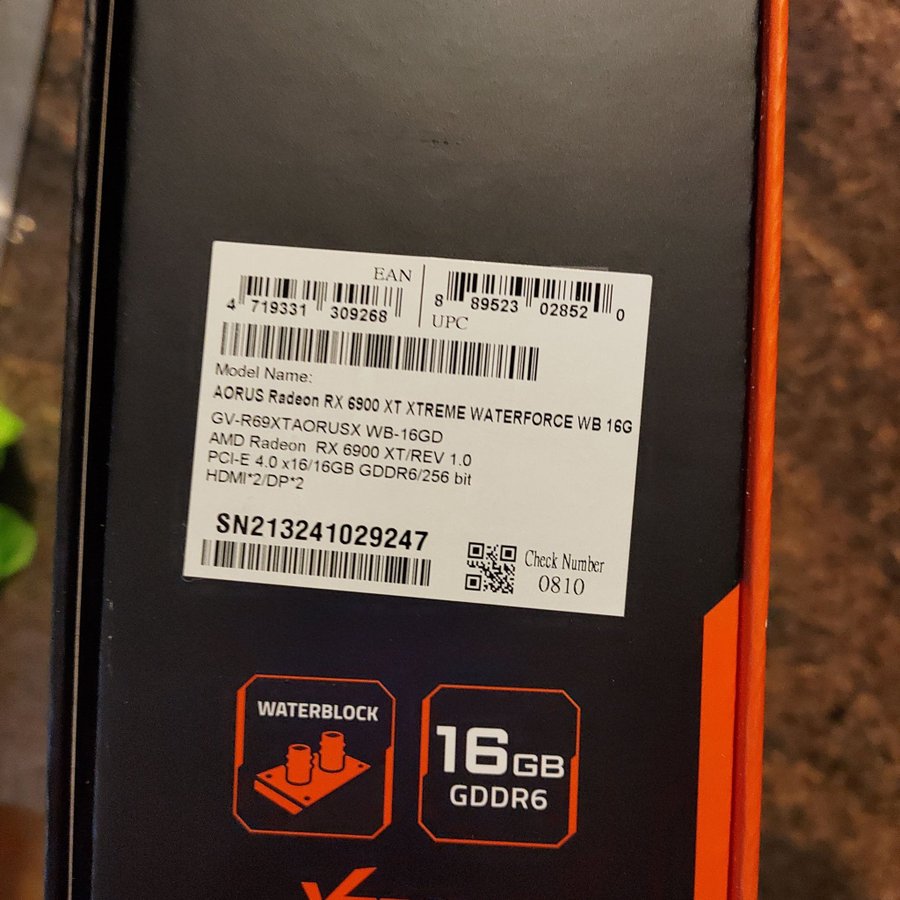 EAN
4 719331 309268
8 89523 02852 0
UPC
Model Name:
AORUS Radeon RX 6900 XT XTREME WATERFORCE WB 16G
GV-R69XTAORUSX WB-16GD
AMD Radeon RX 6900 XT/REV 1.0
PCI-E 4.0 x16/16GB GDDR6/256 bit
HDMI*2/DP*2
SN213241029247
Check Number
0810
WATERBLOCK
16GB
GDDR6